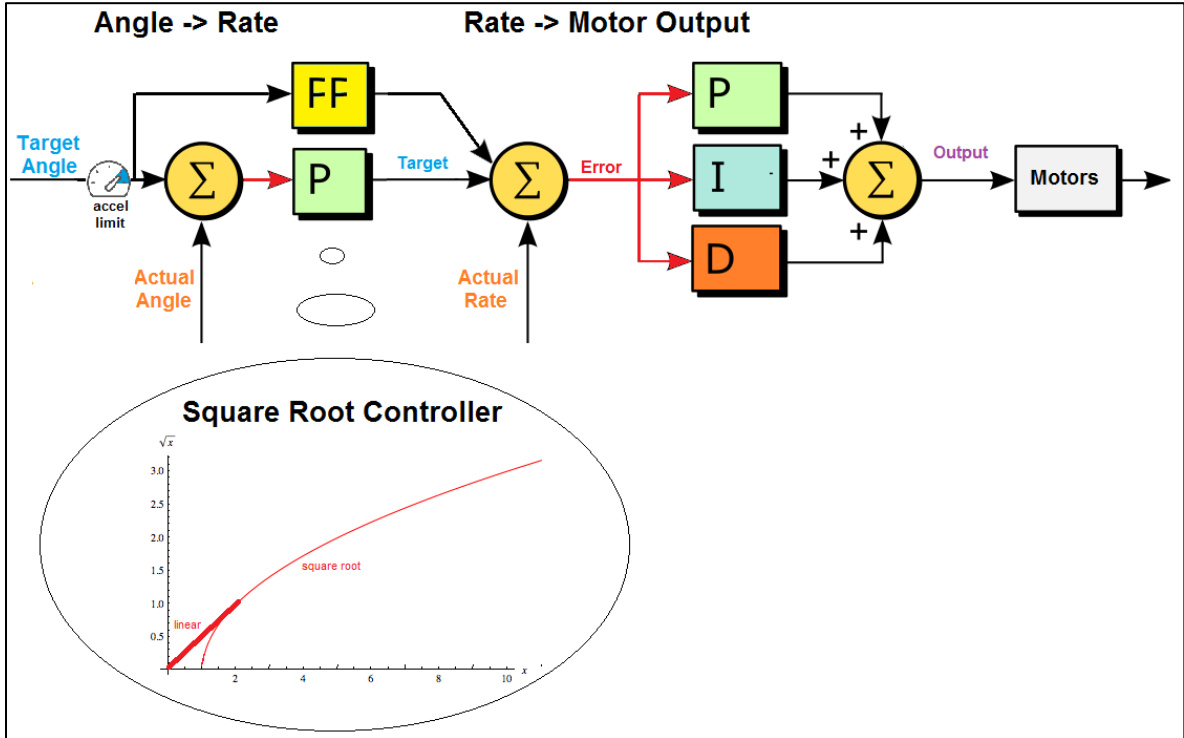 Angle -> Rate
Rate -> Motor Output
FF
P
Target
Angle
accel
limit
Σ
P
Target
Σ
Error
I
D
+
+
+
Σ
Output
Motors
Actual
Angle
Actual
Rate
Square Root Controller
√x
3.0
2.5
2.0
1.5
1.0
0.5
square root
linear
2
4
6
8
10
x